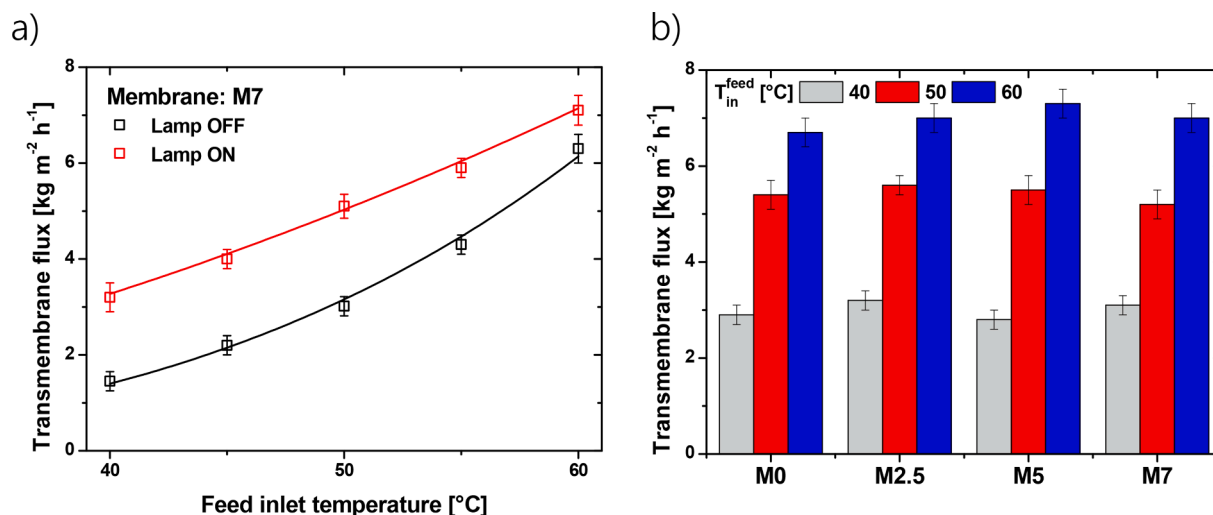 a)
Transmembrane flux [kg m⁻² h⁻¹]
8
6
4
2
0
Membrane: M7
Lamp OFF
Lamp ON
40
50
60
Feed inlet temperature [°C]
b)
Transmembrane flux [kg m⁻² h⁻¹]
8
6
4
2
0
T_in^feed [°C] 40 50 60
M0 M2.5 M5 M7